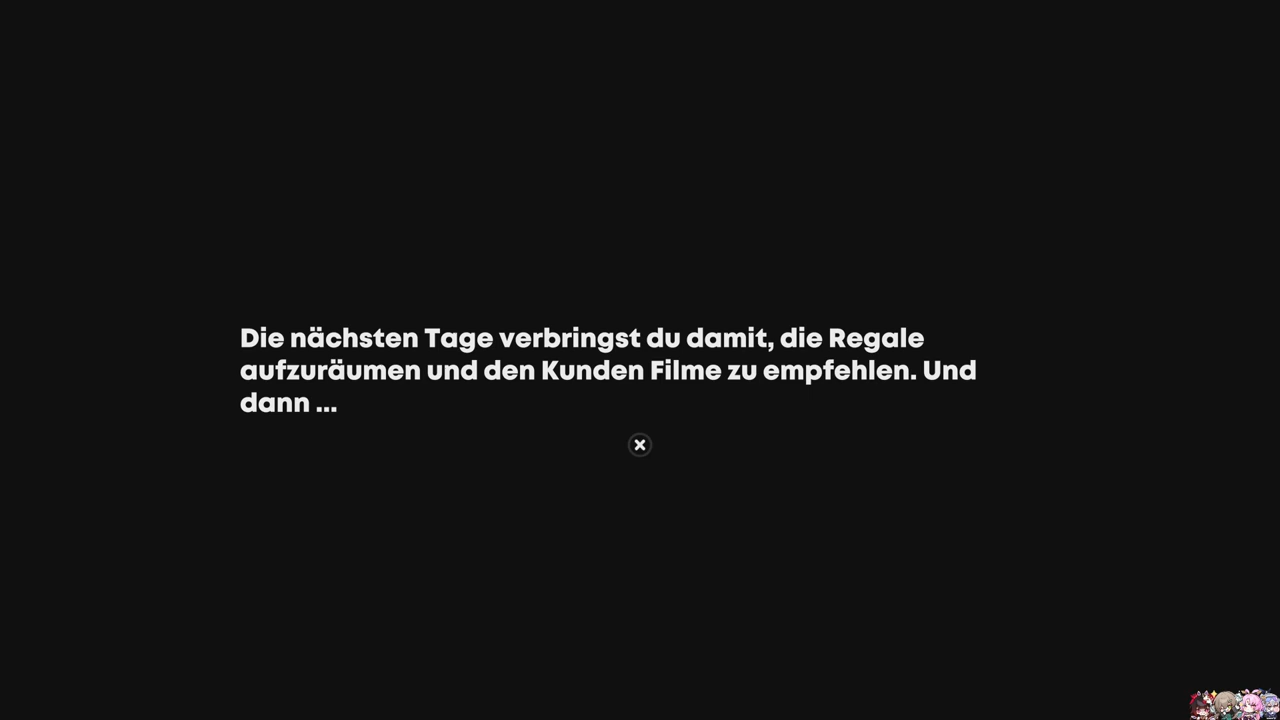 Die nächsten Tage verbringst du damit, die Regale
aufzuräumen und den Kunden Filme zu empfehlen. Und
dann ...